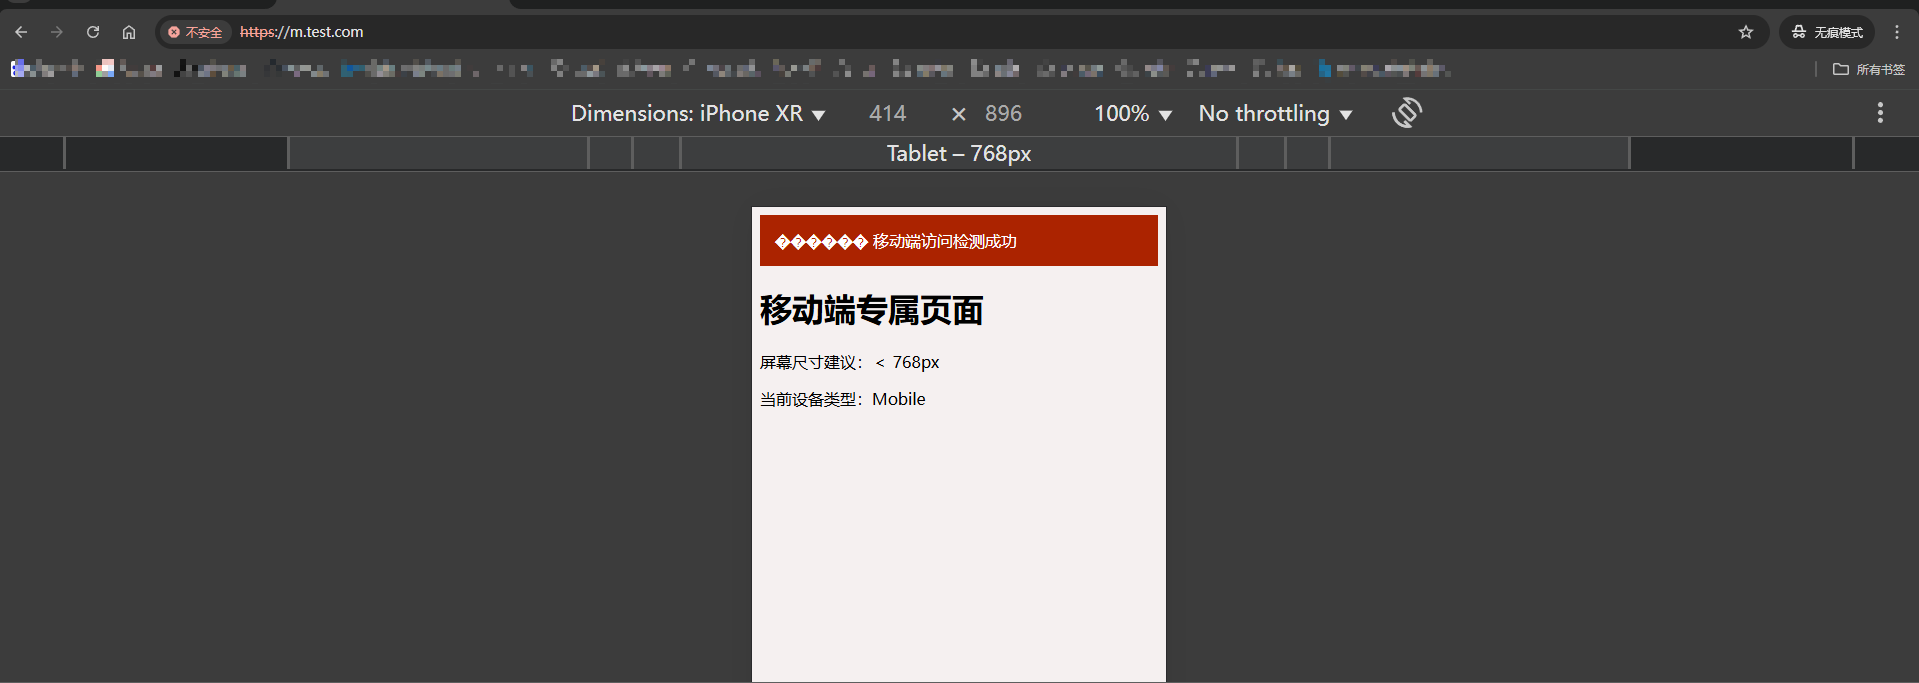 不安全 https://m.test.com 无痕模式
所有书签
Dimensions: iPhone XR ▼ 414 × 896 100% ▼ No throttling ▼
Tablet – 768px
������ 移动端访问检测成功
移动端专属页面
屏幕尺寸建议：< 768px
当前设备类型：Mobile